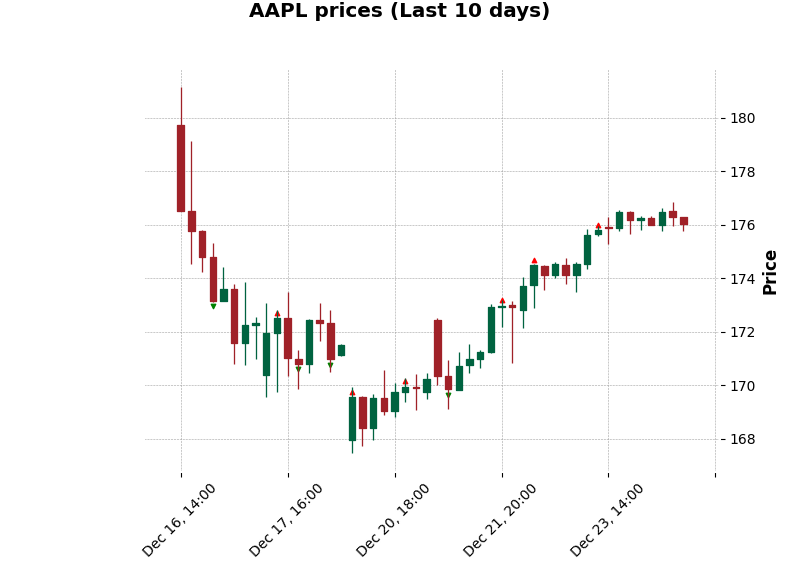 AAPL prices (Last 10 days)
180
178
176
174
172
170
168
Price
Dec 16, 14:00
Dec 17, 16:00
Dec 20, 18:00
Dec 21, 20:00
Dec 23, 14:00